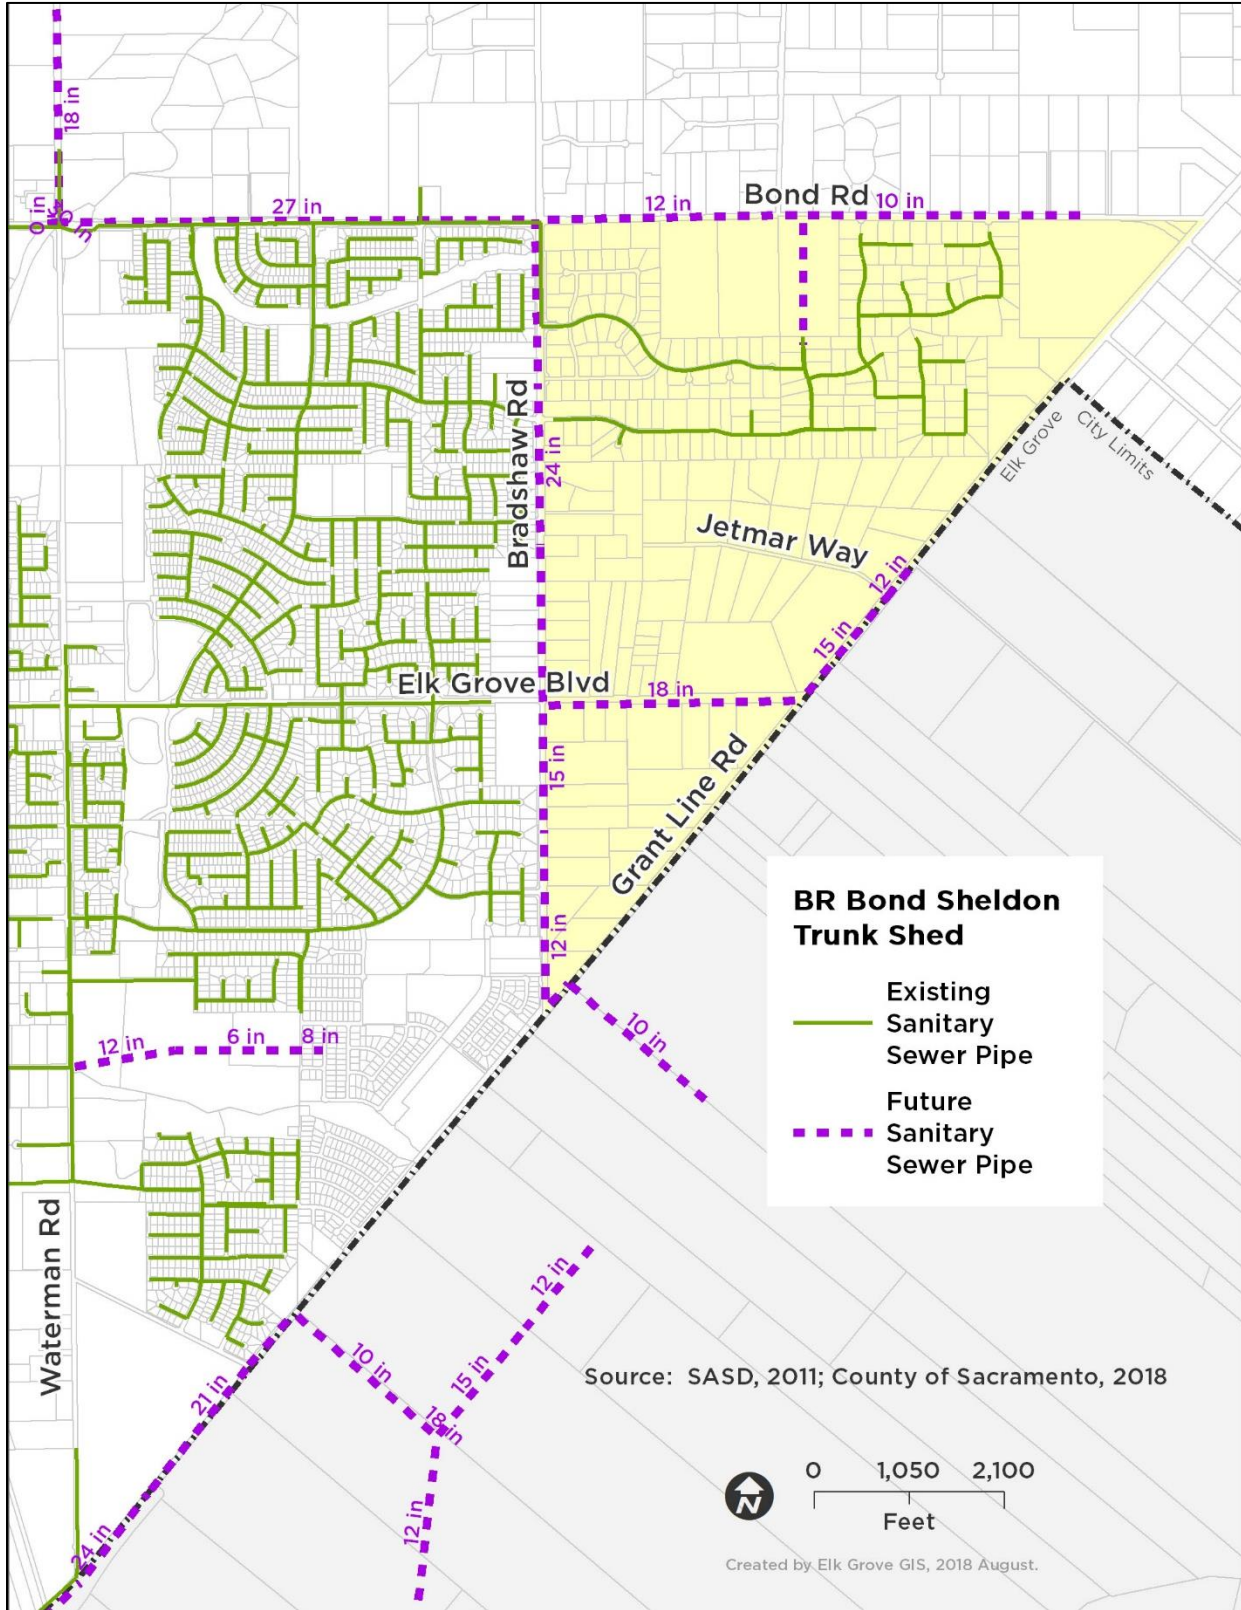 18 in
0 in
27 in
12 in
Bond Rd
10 in
Bradshaw Rd
24 in
Elk Grove
City Limits
Jetmar Way
12 in
15 in
Elk Grove Blvd
18 in
15 in
Grant Line Rd
12 in
10 in
12 in
6 in
8 in
BR Bond Sheldon
Trunk Shed
Existing
Sanitary
Sewer Pipe
Future
Sanitary
Sewer Pipe
Waterman Rd
12 in
10 in
15 in
18 in
21 in
12 in
24 in
Source: SASD, 2011; County of Sacramento, 2018
N
0 1,050 2,100
Feet
Created by Elk Grove GIS, 2018 August.